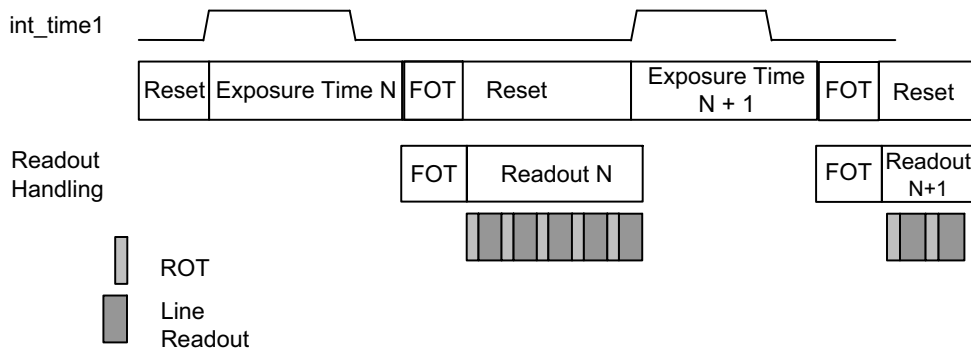 int_time1
Reset Exposure Time N FOT Reset Exposure Time N + 1 FOT Reset
Readout Handling FOT Readout N FOT Readout N+1
ROT
Line
Readout